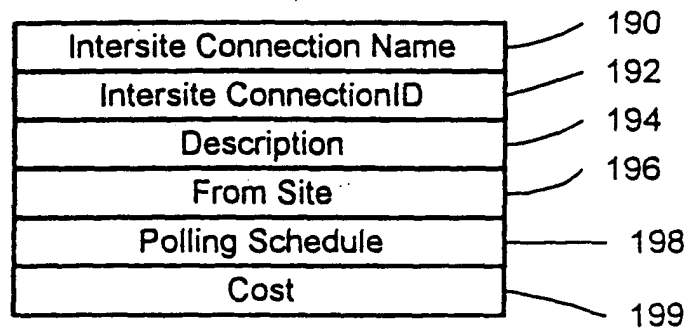 Intersite Connection Name 190
Intersite ConnectionID 192
Description 194
From Site 196
Polling Schedule 198
Cost 199